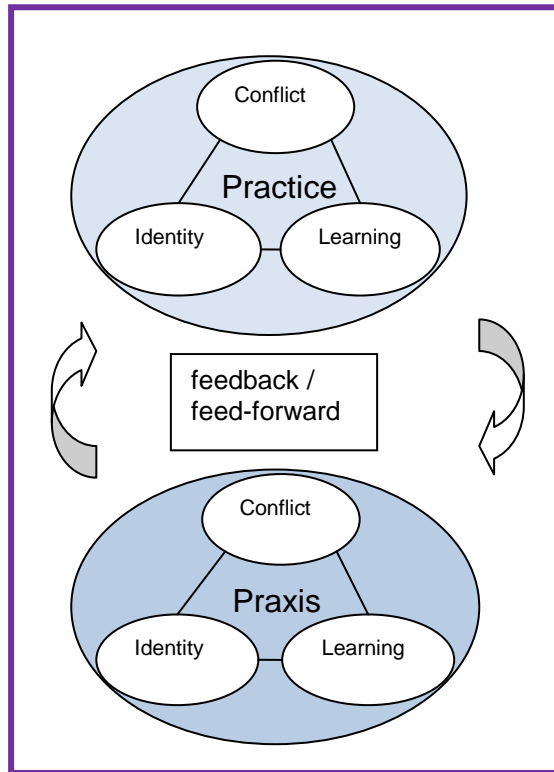 Conflict
Practice
Identity
Learning
feedback /
feed-forward
Conflict
Praxis
Identity
Learning